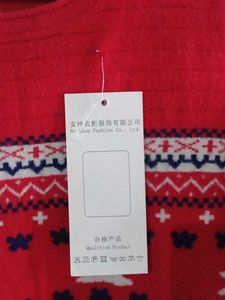 女神衣柜服饰有限公司
Nv Shen Fashion Co., Ltd
合格产品
Qualified Product